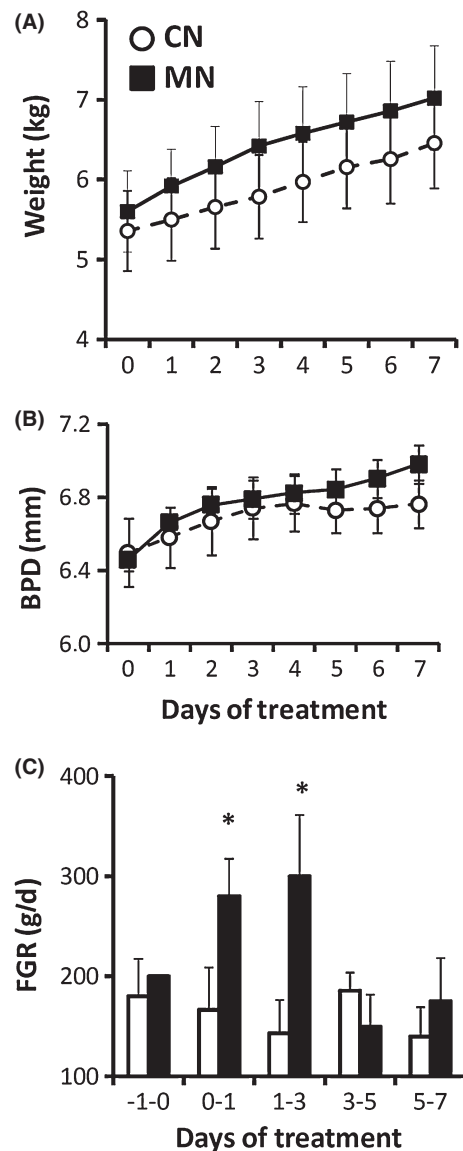 (A)
CN
MN
Weight (kg)
8
7
6
5
4
0 1 2 3 4 5 6 7
(B)
BPD (mm)
7.2
6.8
6.4
6.0
0 1 2 3 4 5 6 7
Days of treatment
(C)
FGR (g/d)
400
300
200
100
* *
-1-0 0-1 1-3 3-5 5-7
Days of treatment